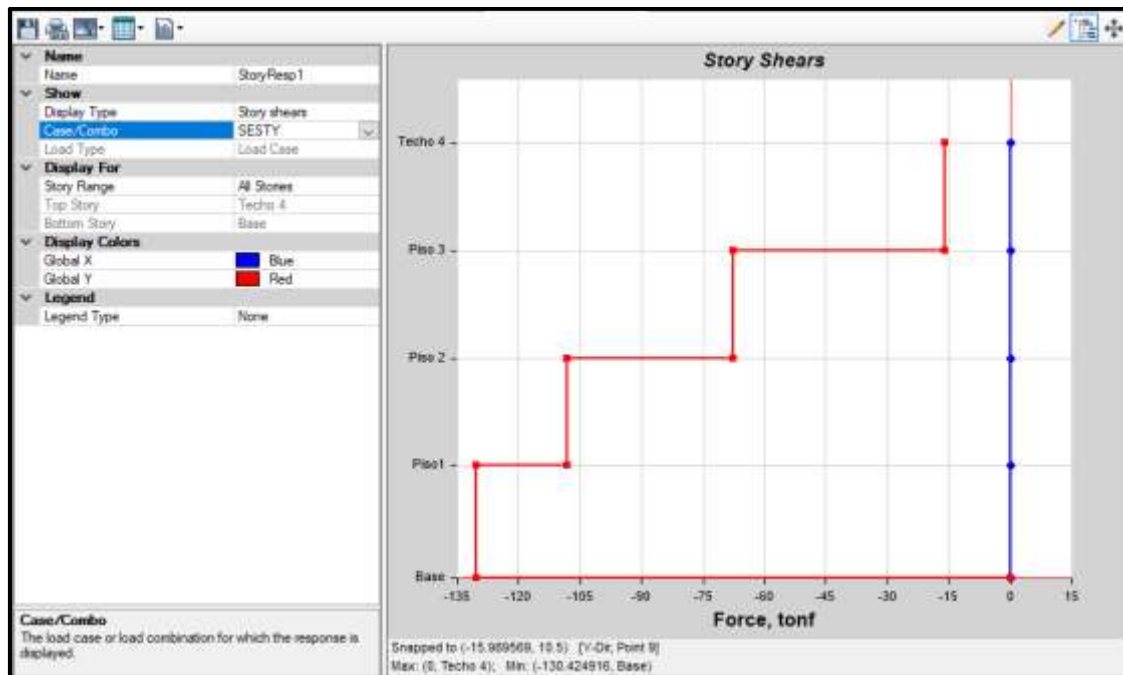 Name
Name StoryResp1
Show
Display Type Story shears
Case/Combo SESTY
Load Type Load Case
Display For
Story Range All Stories
Top Story Techo 4
Bottom Story Base
Display Colors
Global X Blue
Global Y Red
Legend
Legend Type None
Case/Combo
The load case or load combination for which the response is
displayed.
Story Shears
Techo 4
Piso 3
Piso 2
Piso1
Base
-135 -120 -105 -90 -75 -60 -45 -30 -15 0 15
Force, tonf
Snapped to (-15.989569, 10.5) [Y-Dir, Point 9]
Max: (0, Techo 4); Min: (-130.424916, Base)